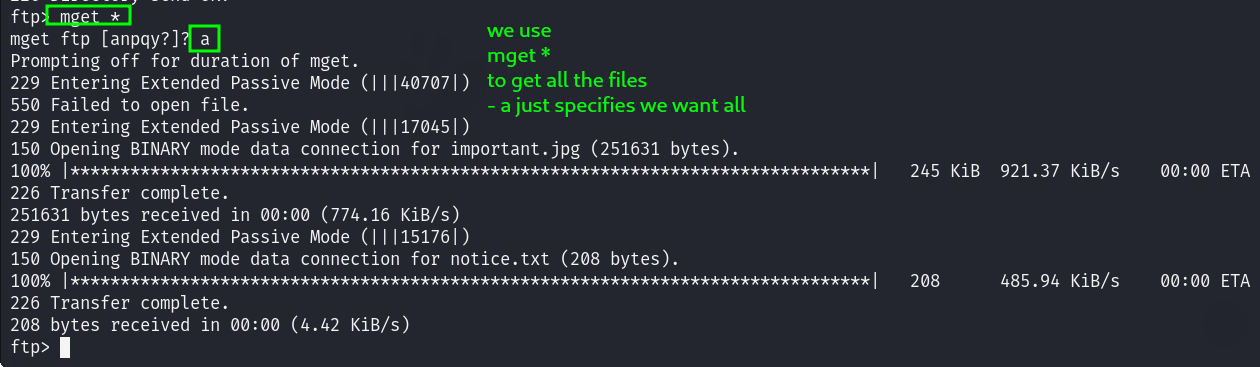 ftp> mget *
mget ftp [anpqy?]? a
Prompting off for duration of mget.
229 Entering Extended Passive Mode (|||40707|)
550 Failed to open file.
229 Entering Extended Passive Mode (|||17045|)
150 Opening BINARY mode data connection for important.jpg (251631 bytes).
100% |********************************************************************************| 245 KiB 921.37 KiB/s 00:00 ETA
226 Transfer complete.
251631 bytes received in 00:00 (774.16 KiB/s)
229 Entering Extended Passive Mode (|||15176|)
150 Opening BINARY mode data connection for notice.txt (208 bytes).
100% |********************************************************************************| 208 485.94 KiB/s 00:00 ETA
226 Transfer complete.
208 bytes received in 00:00 (4.42 KiB/s)
ftp>
we use
mget *
to get all the files
- a just specifies we want all